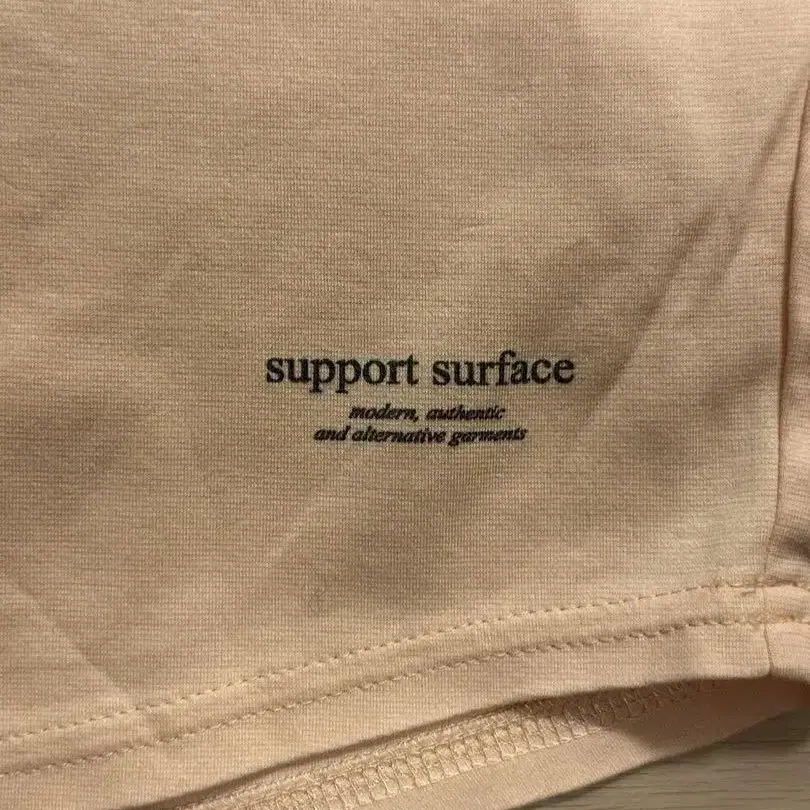 support surface
modern, authentic
and alternative garments